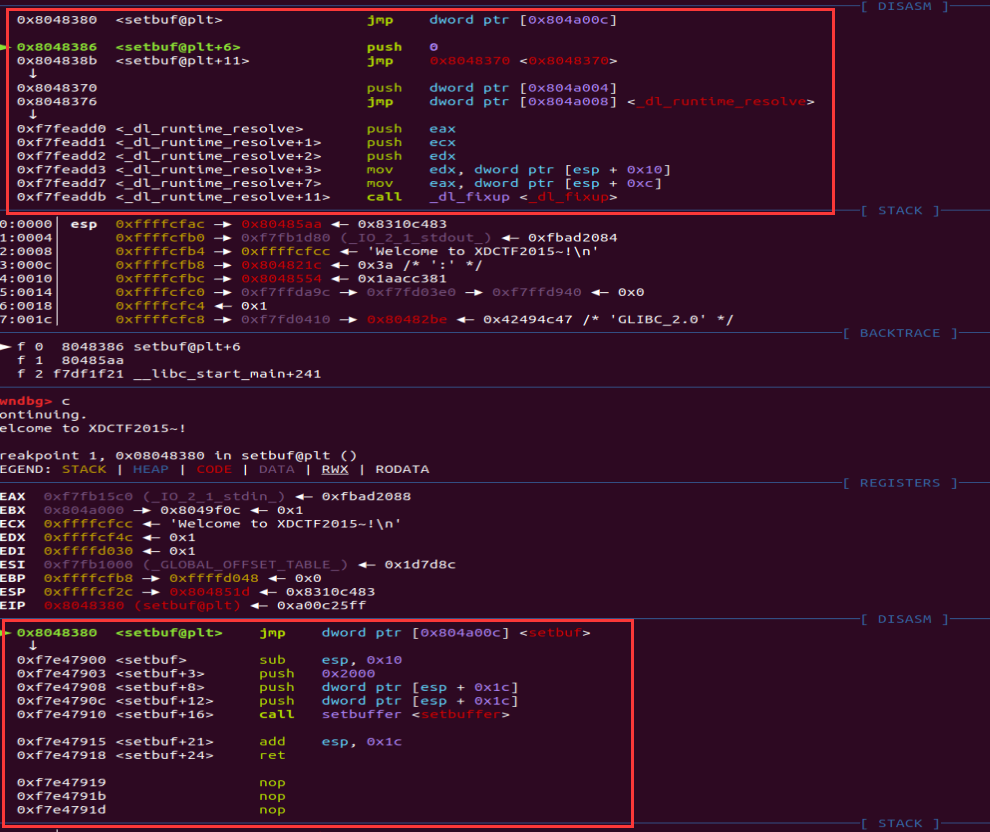 [ DISASM ]
0x8048380 <setbuf@plt> jmp dword ptr [0x804a00c]
► 0x8048386 <setbuf@plt+6> push 0
0x804838b <setbuf@plt+11> jmp 0x8048370 <0x8048370>
↓
0x8048370 push dword ptr [0x804a004]
0x8048376 jmp dword ptr [0x804a008] <_dl_runtime_resolve>
↓
0xf7feadd0 <_dl_runtime_resolve> push eax
0xf7feadd1 <_dl_runtime_resolve+1> push ecx
0xf7feadd2 <_dl_runtime_resolve+2> push edx
0xf7feadd3 <_dl_runtime_resolve+3> mov edx, dword ptr [esp + 0x10]
0xf7feadd7 <_dl_runtime_resolve+7> mov eax, dword ptr [esp + 0xc]
0xf7feaddb <_dl_runtime_resolve+11> call _dl_fixup <_dl_fixup>
[ STACK ]
0:0000│ esp 0xffffcfac —▸ 0x80485aa ◂— 0x8310c483
1:0004│ 0xffffcfb0 —▸ 0xf7fb1d80 (_IO_2_1_stdout_) ◂— 0xfbad2084
2:0008│ 0xffffcfb4 —▸ 0xffffcfcc ◂— 'Welcome to XDCTF2015~!\n'
3:000c│ 0xffffcfb8 —▸ 0x804821c ◂— 0x3a /* ':' */
4:0010│ 0xffffcfbc —▸ 0x8048554 ◂— 0x1aacc381
5:0014│ 0xffffcfc0 —▸ 0xf7ffda9c —▸ 0xf7fd03e0 —▸ 0xf7ffd940 ◂— 0x0
6:0018│ 0xffffcfc4 ◂— 0x1
7:001c│ 0xffffcfc8 —▸ 0xf7fd0410 —▸ 0x80482be ◂— 0x42494c47 /* 'GLIBC_2.0' */
[ BACKTRACE ]
► f 0 8048386 setbuf@plt+6
f 1 80485aa
f 2 f7df1f21 __libc_start_main+241
wndbg> c
ontinuing.
elcome to XDCTF2015~!
reakpoint 1, 0x08048380 in setbuf@plt ()
EGEND: STACK | HEAP | CODE | DATA | RWX | RODATA
[ REGISTERS ]
EAX 0xf7fb15c0 (_IO_2_1_stdin_) ◂— 0xfbad2088
EBX 0x804a000 —▸ 0x8049f0c ◂— 0x1
ECX 0xffffcfcc ◂— 'Welcome to XDCTF2015~!\n'
EDX 0xffffcf4c ◂— 0x1
EDI 0xffffd030 ◂— 0x1
ESI 0xf7fb1000 (_GLOBAL_OFFSET_TABLE_) ◂— 0x1d7d8c
EBP 0xffffcfb8 —▸ 0xffffd048 ◂— 0x0
ESP 0xffffcf2c —▸ 0x804851d ◂— 0x8310c483
EIP 0x8048380 (setbuf@plt) ◂— 0xa00c25ff
[ DISASM ]
► 0x8048380 <setbuf@plt> jmp dword ptr [0x804a00c] <setbuf>
↓
0xf7e47900 <setbuf> sub esp, 0x10
0xf7e47903 <setbuf+3> push 0x2000
0xf7e47908 <setbuf+8> push dword ptr [esp + 0x1c]
0xf7e4790c <setbuf+12> push dword ptr [esp + 0x1c]
0xf7e47910 <setbuf+16> call setbuffer <setbuffer>
0xf7e47915 <setbuf+21> add esp, 0x1c
0xf7e47918 <setbuf+24> ret
0xf7e47919 nop
0xf7e4791b nop
0xf7e4791d nop
[ STACK ]